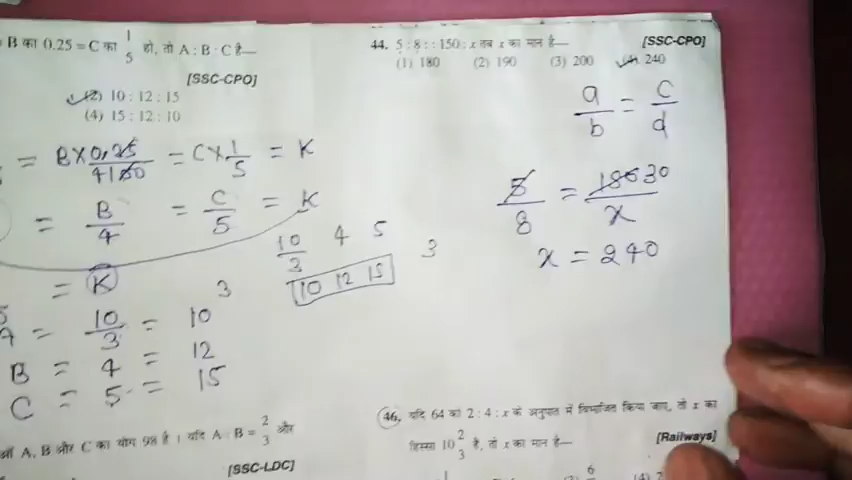 B का 0.25 = C का 1/5 हो, तो A : B : C है—
[SSC-CPO]
(2) 10 : 12 : 15
(4) 15 : 12 : 10
= B × 0.25/100 = C × 1/5 = K
4
= B/4 = C/5 = K
= K
A = 10/3 = 10
3
B = 4 = 12
C = 5 = 15
10/3 4 5 3
10 12 15
A, B और C का योग 98 है । यदि A : B = 2/3 और
[SSC-LDC]
44. 5 : 8 : : 150 : x तब x का मान है—
[SSC-CPO]
(1) 180 (2) 190 (3) 200 (4) 240
a/b = c/d
5/8 = 150 30/x
x = 240
46. यदि 64 को 2 : 4 : x के अनुपात में विभाजित किया जाए, तो x का
हिस्सा 10 2/3 है, तो x का मान है—
[Railways]